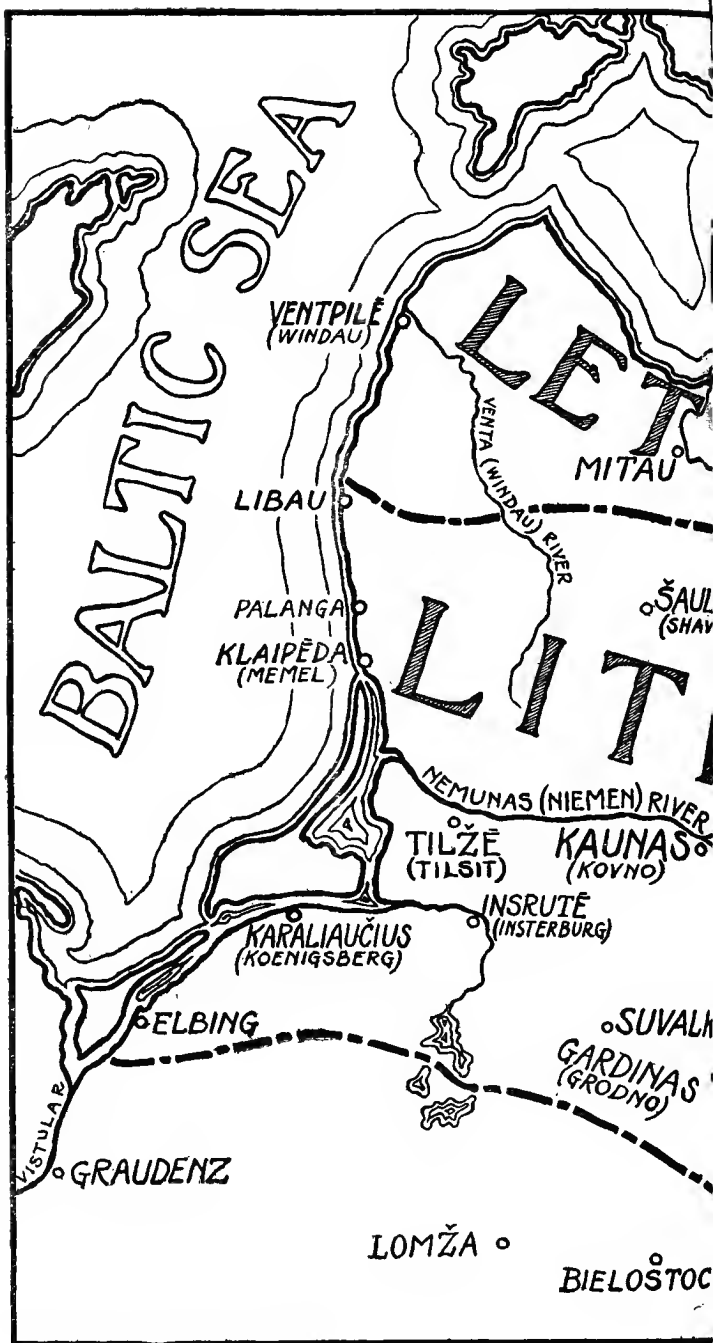 BALTIC SEA
VENTPILĖ
(WINDAU)
LET
VENTA (WINDAU) RIVER
MITAU
LIBAU
PALANGA
ŠAUL
(SHAV
KLAIPĖDA
(MEMEL)
LIT
NEMUNAS (NIEMEN) RIVER
TILŽĖ
(TILSIT)
KAUNAS
(KOVNO)
INSRUTĖ
(INSTERBURG)
KARALIAUČIUS
(KOENIGSBERG)
ELBING
SUVALK
GARDINAS
(GRODNO)
VISTULA R
GRAUDENZ
LOMŽA
BIELOSTOC